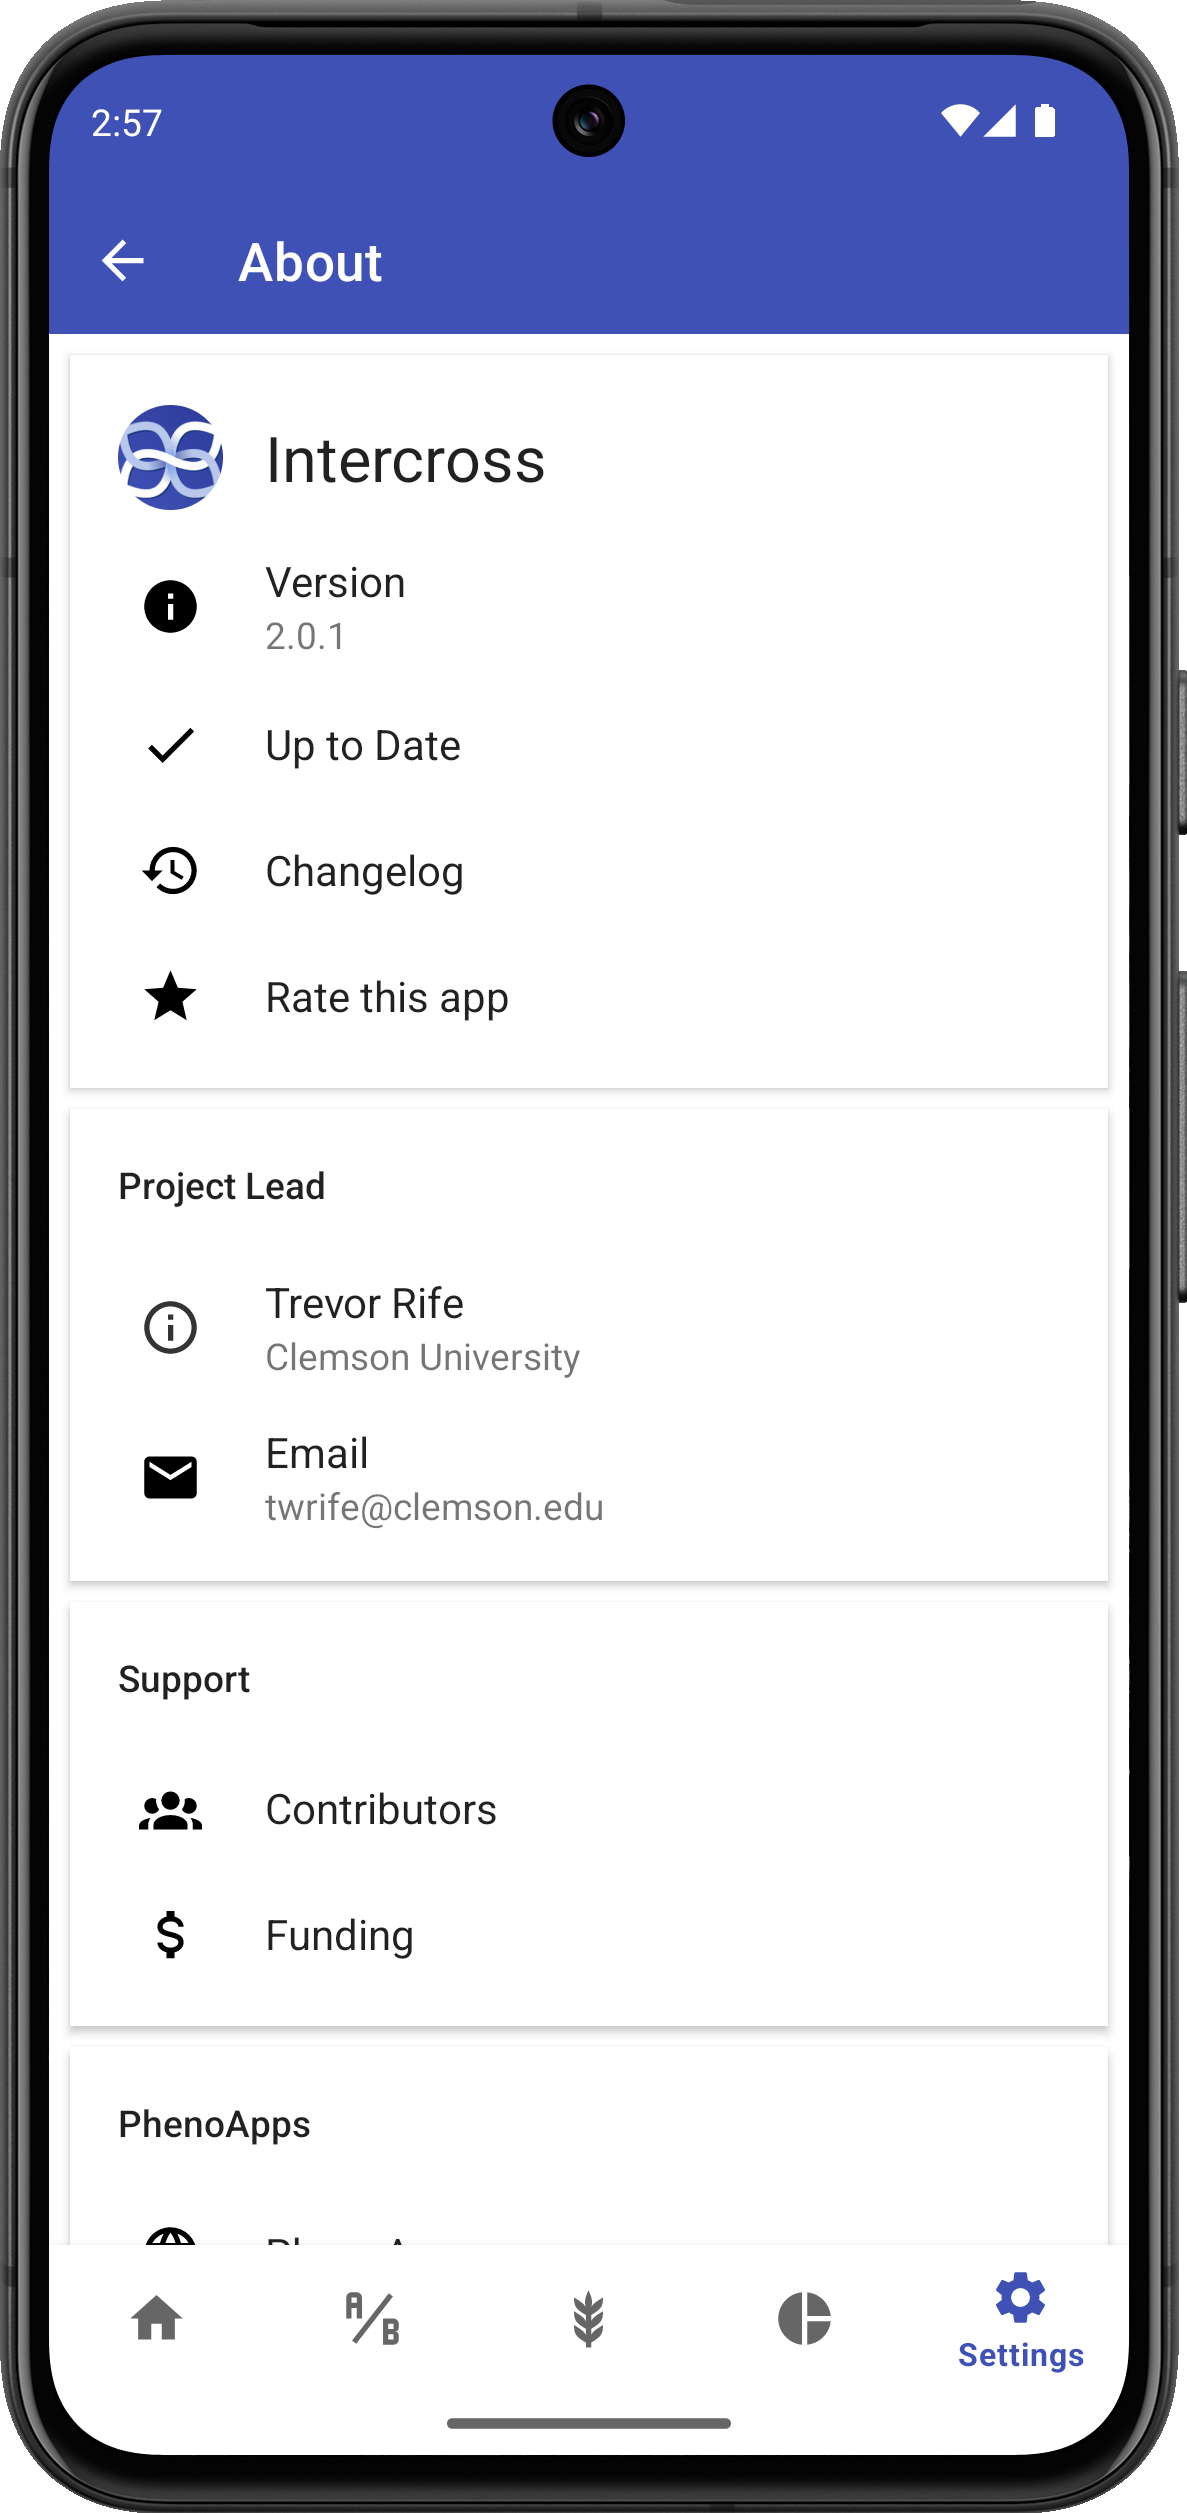 2:57
About
Intercross
Version
2.0.1
Up to Date
Changelog
Rate this app
Project Lead
Trevor Rife
Clemson University
Email
twrife@clemson.edu
Support
Contributors
Funding
PhenoApps
A/B
Settings